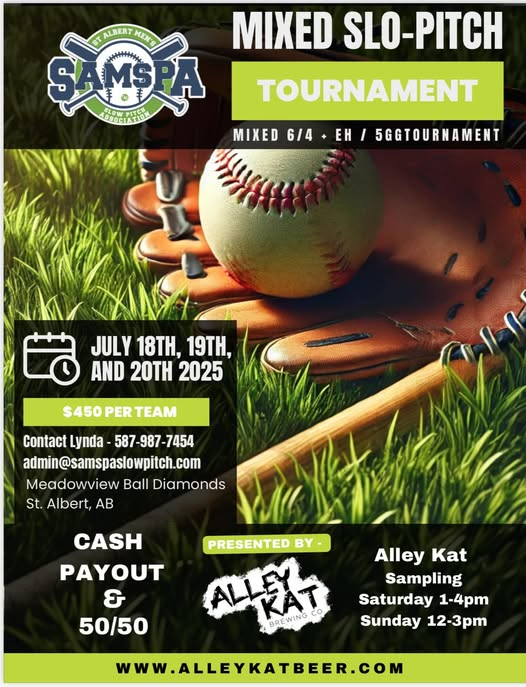 ST ALBERT MEN'S
SAMSPA
SLOW PITCH
ASSOCIATION
MIXED SLO-PITCH
TOURNAMENT
MIXED 6/4 + EH / 5GGTOURNAMENT
JULY 18TH, 19TH,
AND 20TH 2025
$450 PER TEAM
Contact Lynda - 587-987-7454
admin@samspaslowpitch.com
Meadowview Ball Diamonds
St. Albert, AB
CASH
PAYOUT
&
50/50
PRESENTED BY -
ALLEY
KAT
BREWING CO
Alley Kat
Sampling
Saturday 1-4pm
Sunday 12-3pm
WWW.ALLEYKATBEER.COM